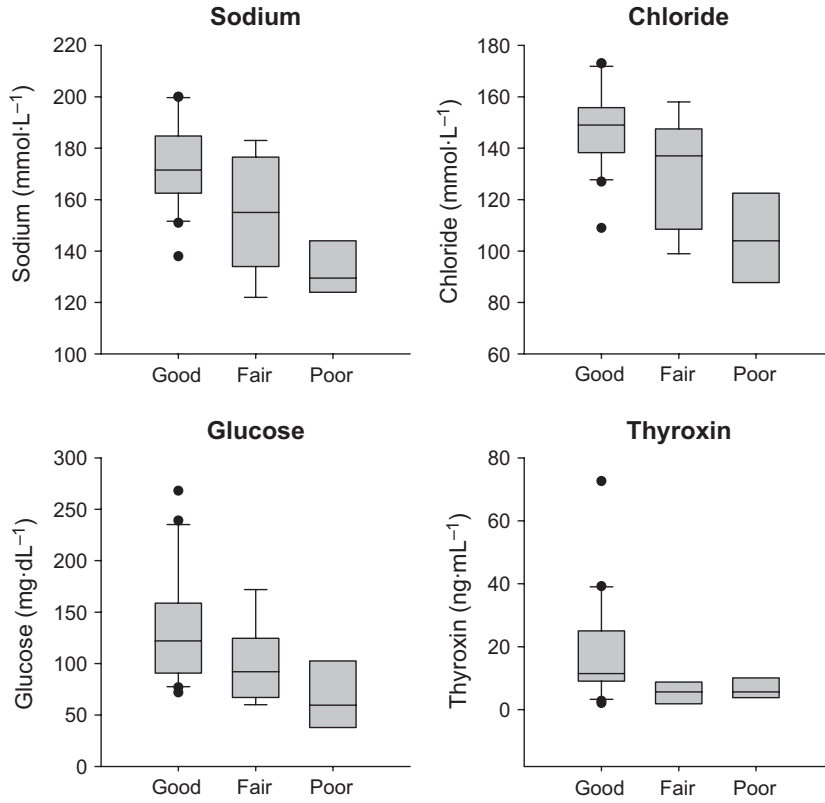 Sodium
Sodium (mmol·L⁻¹)
220
200
180
160
140
120
100
Good Fair Poor
Chloride
Chloride (mmol·L⁻¹)
180
160
140
120
100
80
60
Good Fair Poor
Glucose
Glucose (mg·dL⁻¹)
300
250
200
150
100
50
0
Good Fair Poor
Thyroxin
Thyroxin (ng·mL⁻¹)
80
60
40
20
0
Good Fair Poor